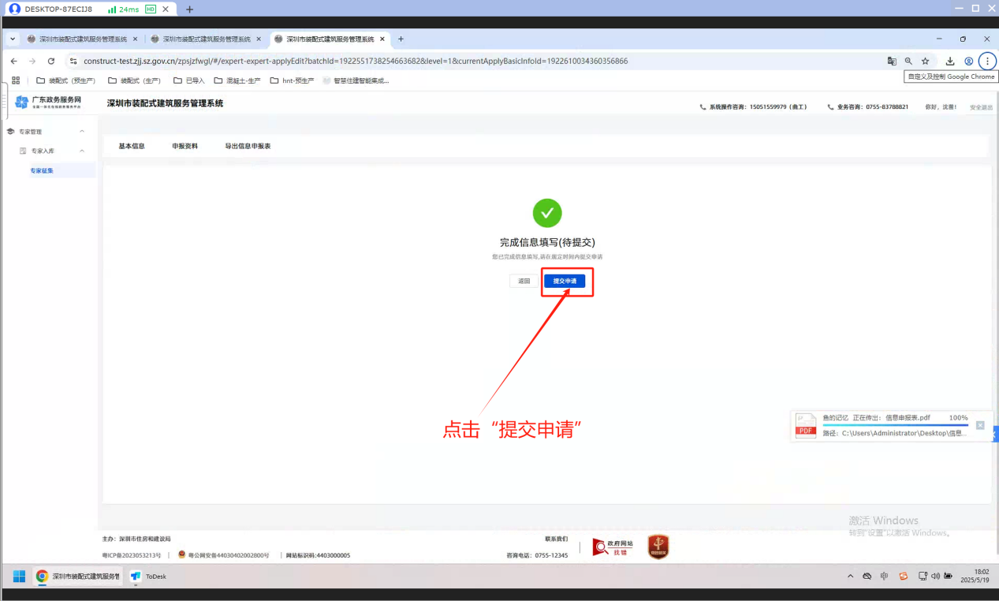 DESKTOP-87ECIJ8 24ms HD
深圳市装配式建筑服务管理系统 深圳市装配式建筑服务管理系统 深圳市装配式建筑服务管理系统
construct-test.zjj.sz.gov.cn/zpsjzfwgl/#/expert-expert-applyEdit?batchId=1922551738254663682&level=1&currentApplyBasicInfoId=1922610034360356866
自定义及控制 Google Chrome
装配式（预生产） 装配式（生产） 已导入 混凝土-生产 hnt-预生产 智慧住建智能集成...
广东政务服务网
深圳市装配式建筑服务管理系统
系统操作咨询：15051559979（曲工） 业务咨询：0755-83788821 你好，沈蕾！ 安全退出
专家管理
专家入库
专家征集
基本信息 申报资料 导出信息申报表
完成信息填写(待提交)
您已完成信息填写,请在规定时间内提交申请
返回 提交申请
点击“提交申请”
鱼的记忆 正在传出: 信息申报表.pdf 100%
PDF
路径: C:\Users\Administrator\Desktop\信息...
激活 Windows
转到"设置"以激活 Windows。
主办：深圳市住房和建设局
粤ICP备2023053213号 | 粤公网安备44030402002800号 | 网站标识码:4403000005
联系我们
咨询电话：0755-12345
政府网站
找错
深圳市装配式建筑服务管 ToDesk
中
18:02
2025/5/19